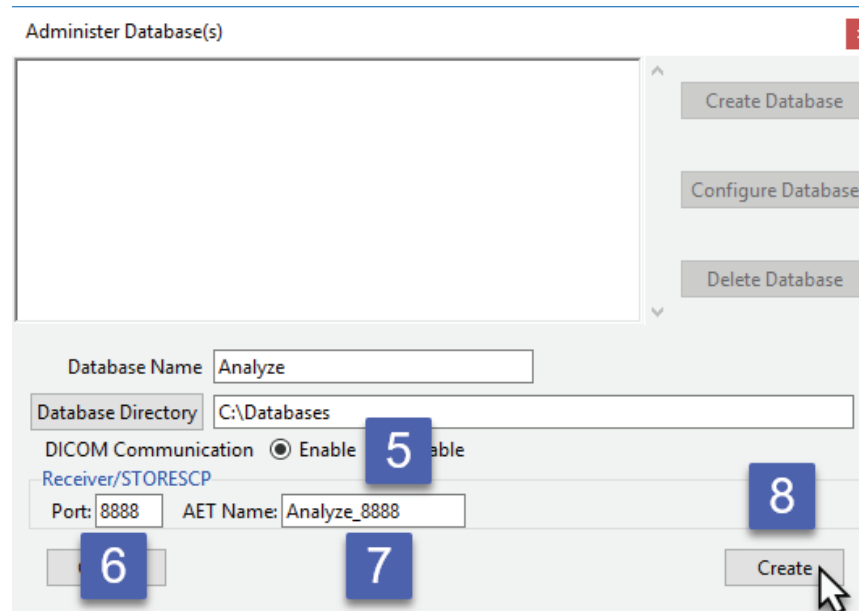 Administer Database(s)
Create Database
Configure Database
Delete Database
Database Name Analyze
Database Directory C:\Databases
DICOM Communication Enable 5
Receiver/STORESCP
Port: 8888 AET Name: Analyze_8888
8
6 7
Create